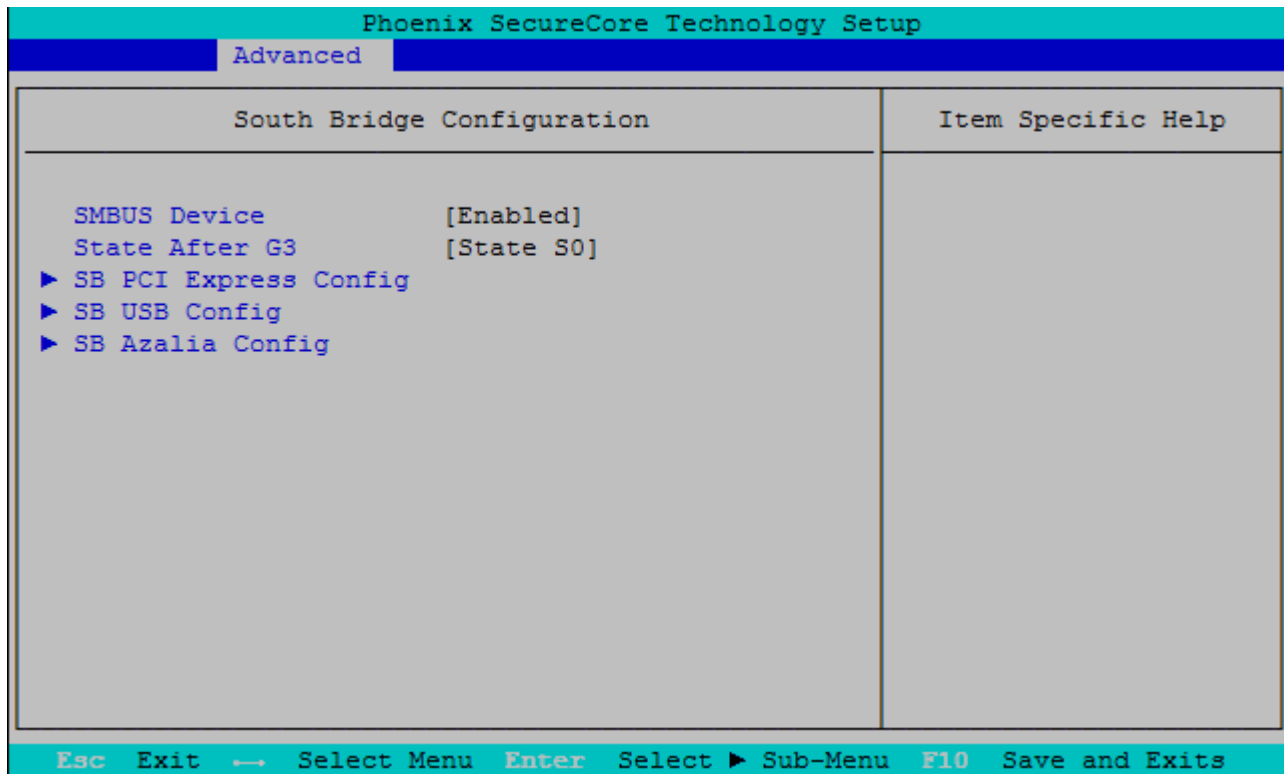 Phoenix SecureCore Technology Setup
Advanced
South Bridge Configuration
Item Specific Help
SMBUS Device [Enabled]
State After G3 [State S0]
► SB PCI Express Config
► SB USB Config
► SB Azalia Config
Esc Exit ↔ Select Menu Enter Select ► Sub-Menu F10 Save and Exits